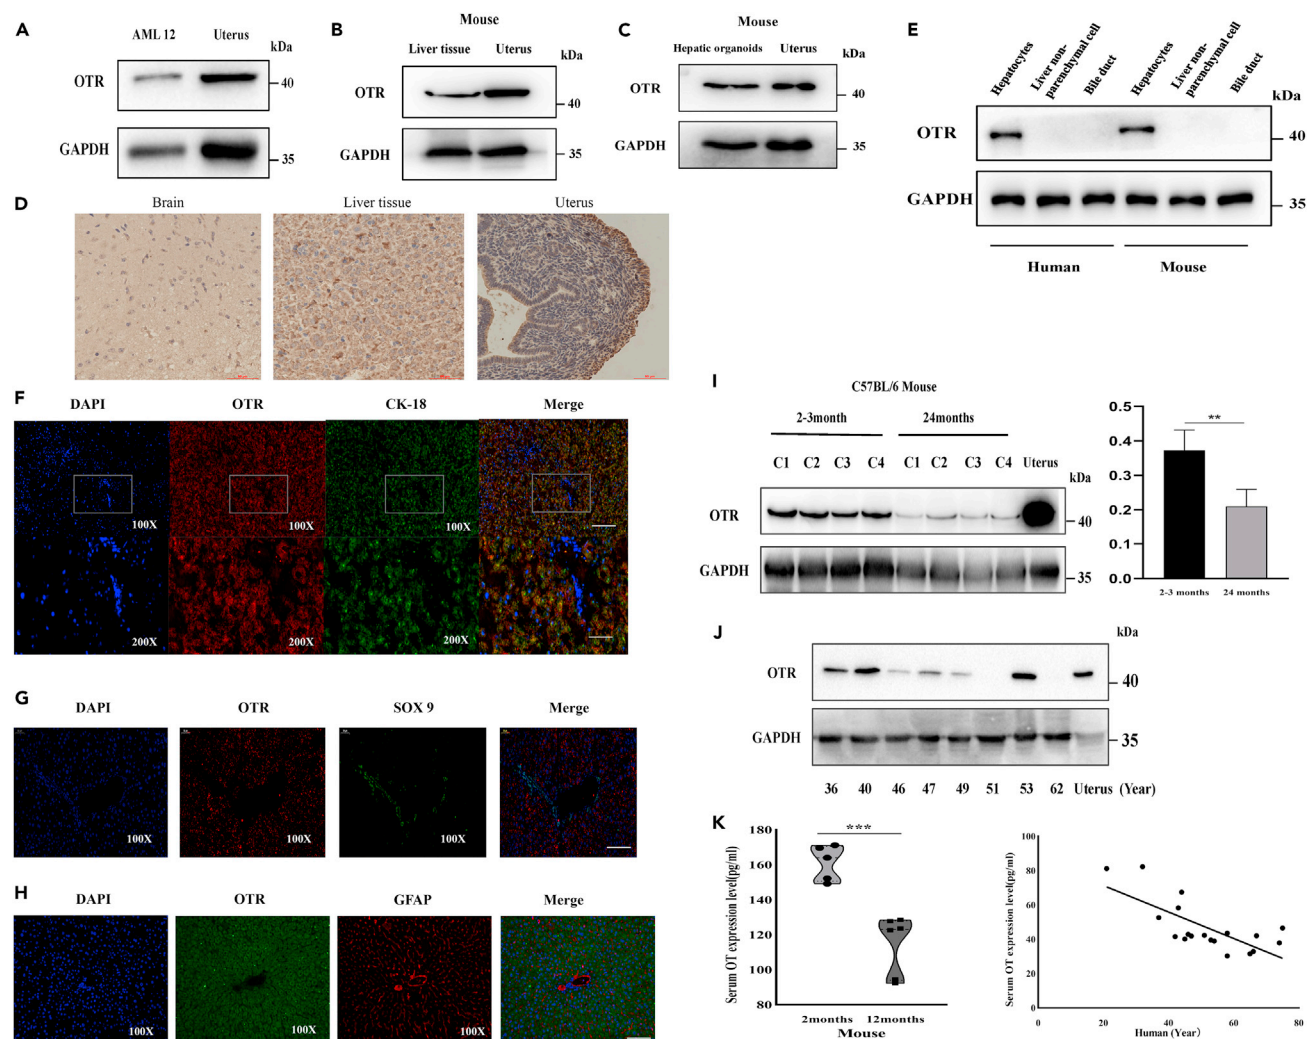 A
AML 12
Uterus
kDa
OTR
40
GAPDH
35
B
Mouse
Liver tissue
Uterus
kDa
OTR
40
GAPDH
35
C
Mouse
Hepatic organoids
Uterus
kDa
OTR
40
GAPDH
35
E
Hepatocytes
Liver non-
parenchymal cell
Bile duct
Hepatocytes
Liver non-
parenchymal cell
Bile duct
kDa
OTR
40
GAPDH
35
Human
Mouse
D
Brain
Liver tissue
Uterus
F
DAPI
OTR
CK-18
Merge
100X
100X
100X
200X
200X
200X
G
DAPI
OTR
SOX 9
Merge
100X
100X
100X
H
DAPI
OTR
GFAP
Merge
100X
100X
100X
I
C57BL/6 Mouse
2-3month
24months
C1 C2 C3 C4 C1 C2 C3 C4 Uterus
kDa
OTR
40
GAPDH
35
0.5
**
0.4
0.3
0.2
0.1
0.0
2-3 months
24 months
J
kDa
OTR
40
GAPDH
35
36 40 46 47 49 51 53 62 Uterus (Year)
K
Serum OT expression level(pg/ml)
180
***
160
140
120
100
80
2months
12months
Mouse
Serum OT expression level(pg/ml)
100
80
60
40
20
0
0
20
40
60
80
Human (Year)